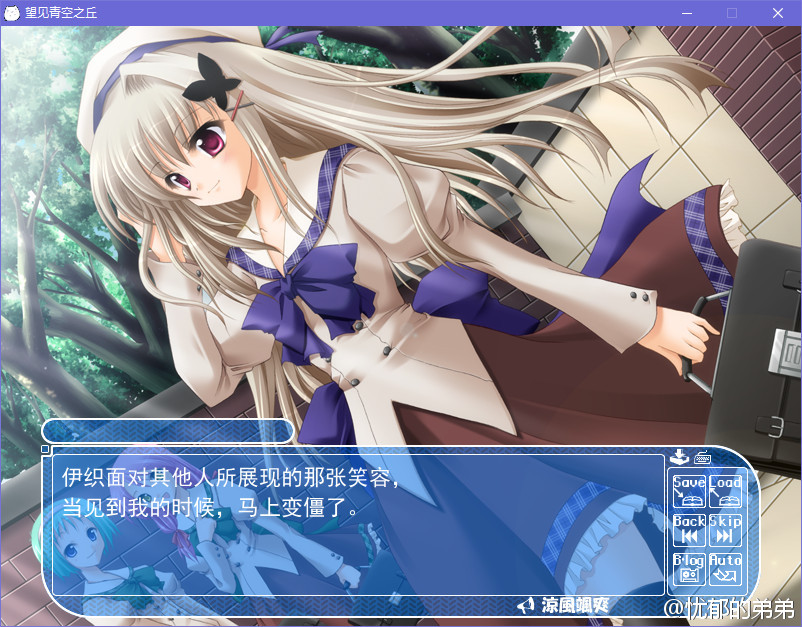 望见青空之丘
伊织面对其他人所展现的那张笑容，
当见到我的时候，马上变僵了。
Save Load
Back Skip
Blog Auto
涼風颯爽
@忧郁的弟弟